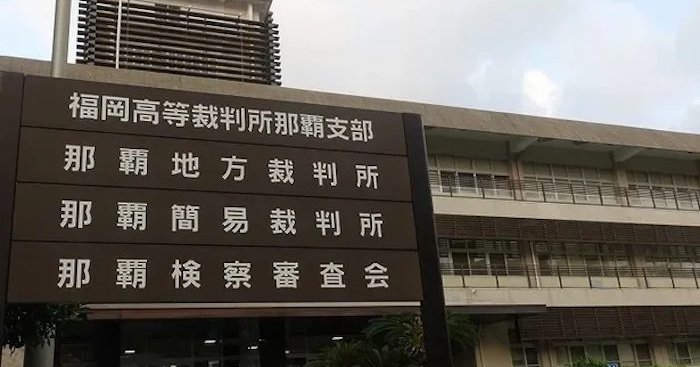 福岡高等裁判所那覇支部
那覇地方裁判所
那覇簡易裁判所
那覇検察審査会